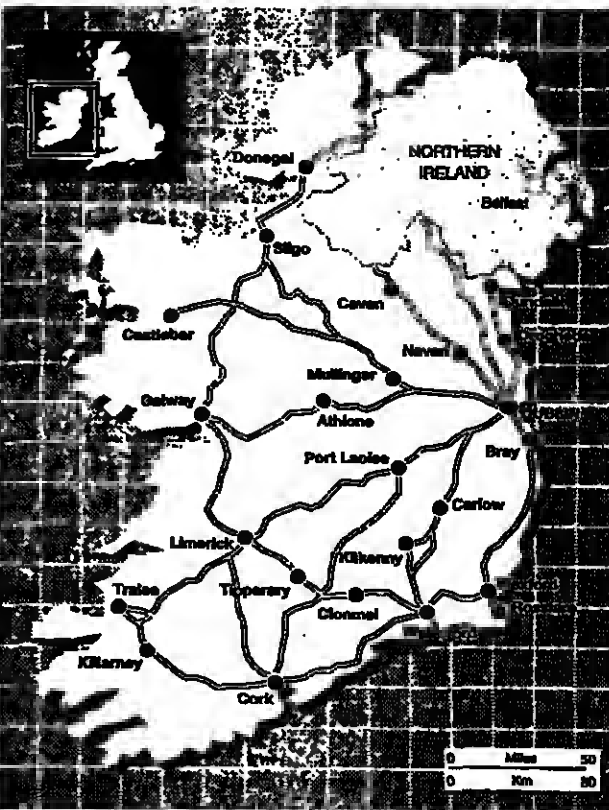 Donegal
NORTHERN
IRELAND
Belfast
Sligo
Cavan
Castlebar
Navan
Mullingar
Galway
Athlone
Bray
Port Laoise
Carlow
Limerick
Kilkenny
Tralee
Tipperary
Clonmel
Killarney
Cork
0 Miles 50
0 Km 80